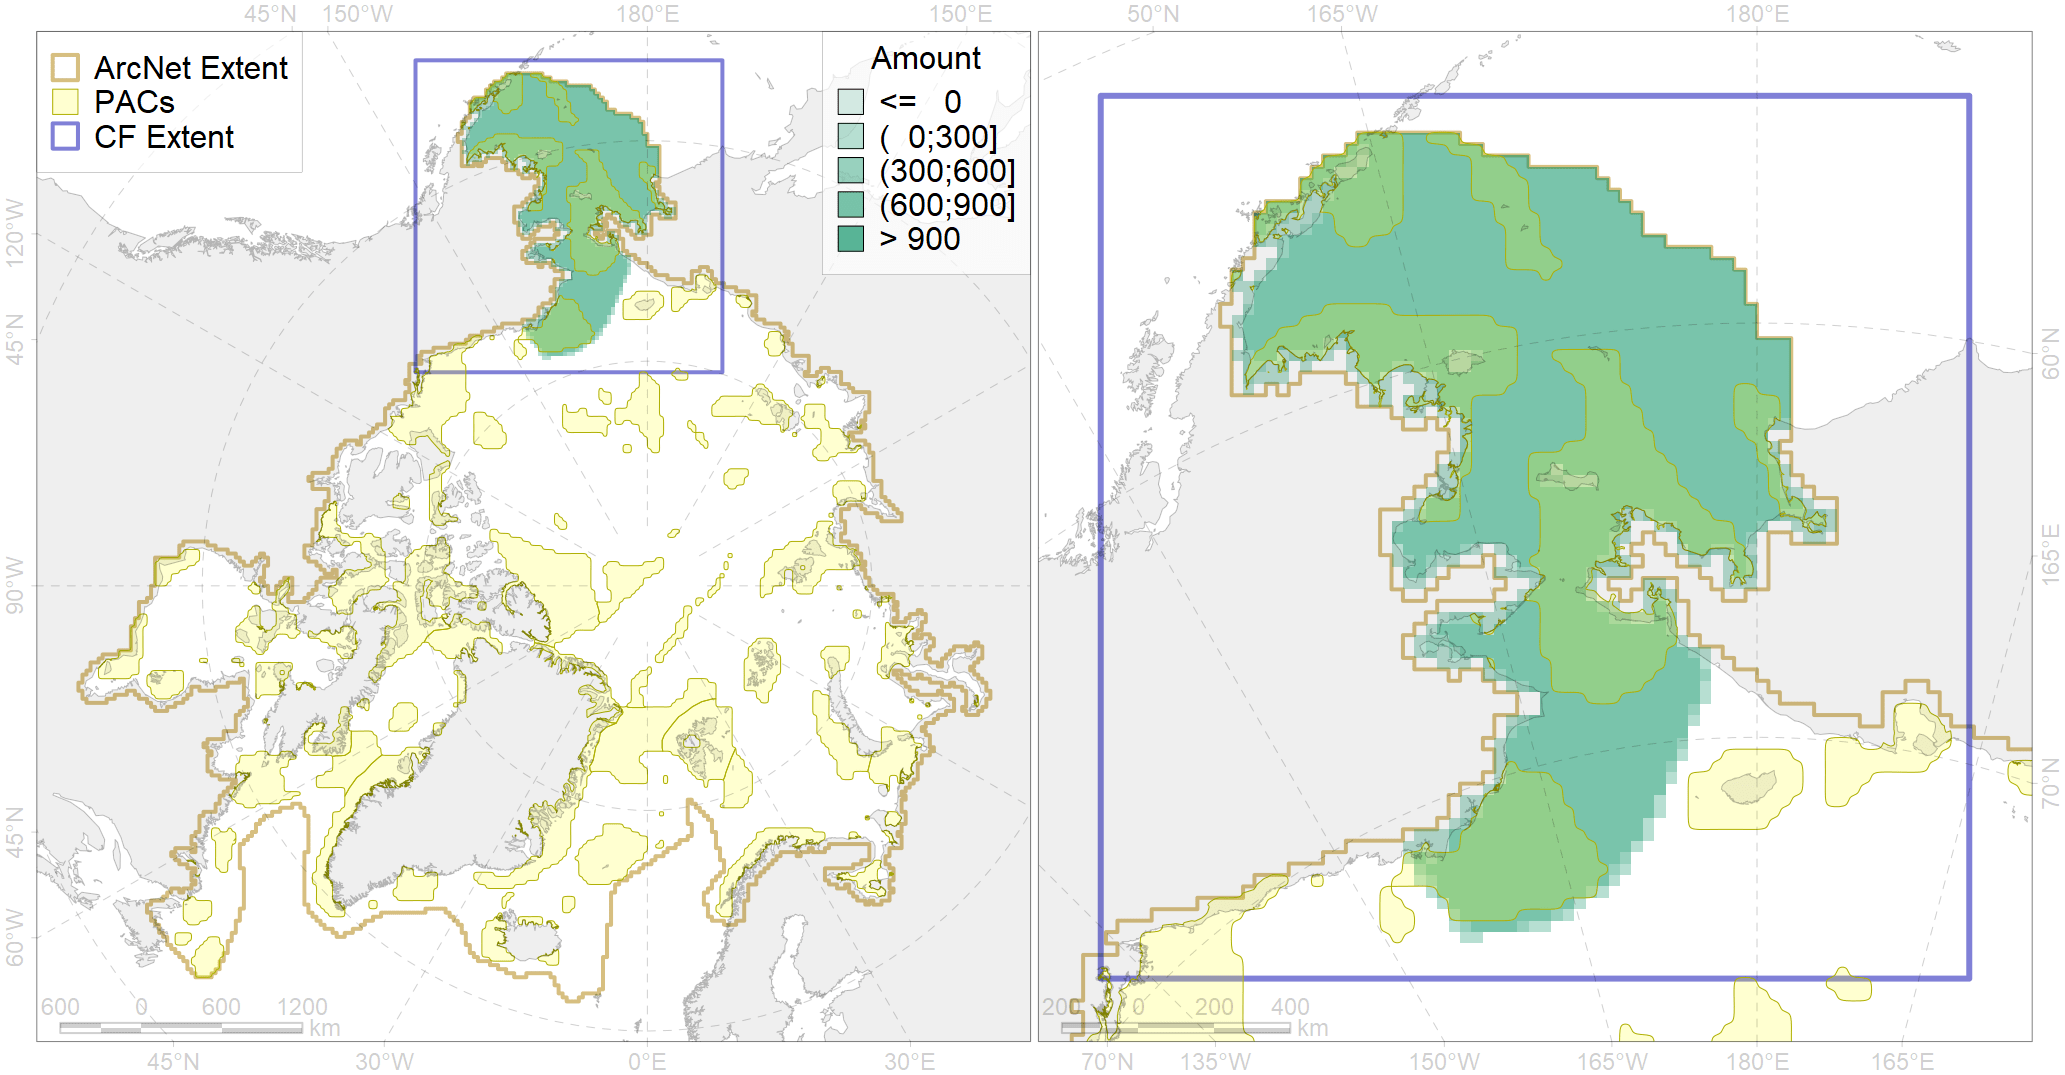 45°N 150°W 180°E 150°E 50°N 165°W 180°E
ArcNet Extent
PACs
CF Extent
Amount
<= 0
( 0;300]
(300;600]
(600;900]
> 900
120°W
45°N
90°W
45°N
60°W
60°N
165°E
70°N
600 0 600 1200
km
200 0 200 400
km
45°N 30°W 0°E 30°E 70°N 135°W 150°W 165°W 180°E 165°E